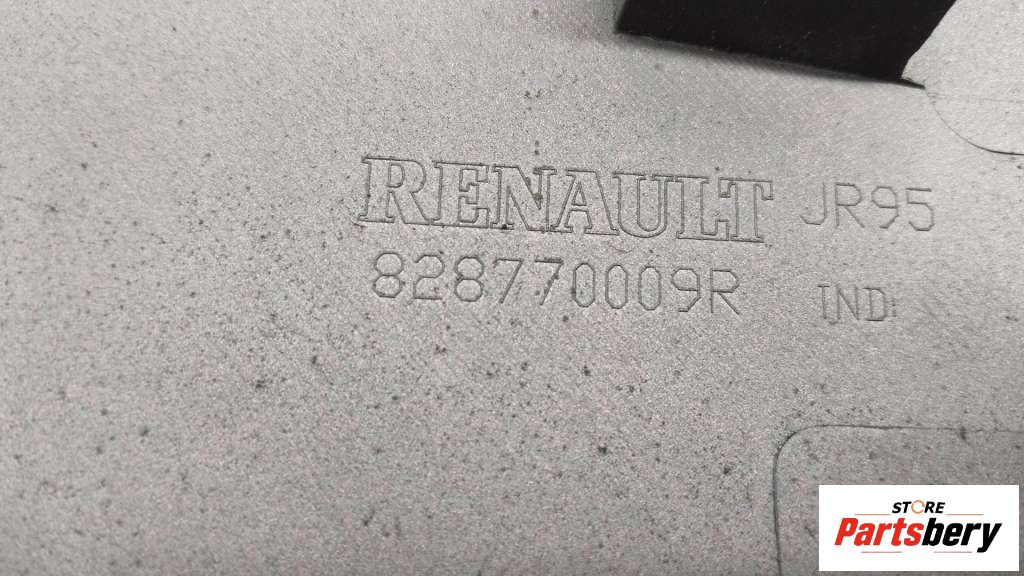 RENAULT JR95
828770009R IND:
STORE
Partsbery